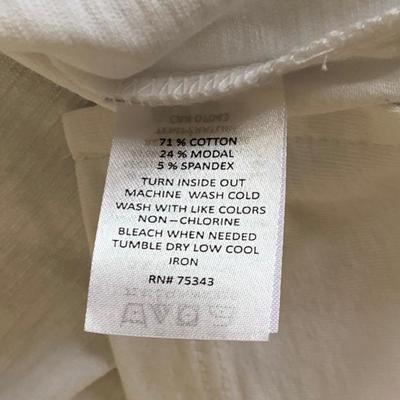 71 % COTTON
24 % MODAL
5 % SPANDEX
TURN INSIDE OUT
MACHINE WASH COLD
WASH WITH LIKE COLORS
NON – CHLORINE
BLEACH WHEN NEEDED
TUMBLE DRY LOW COOL
IRON
RN# 75343